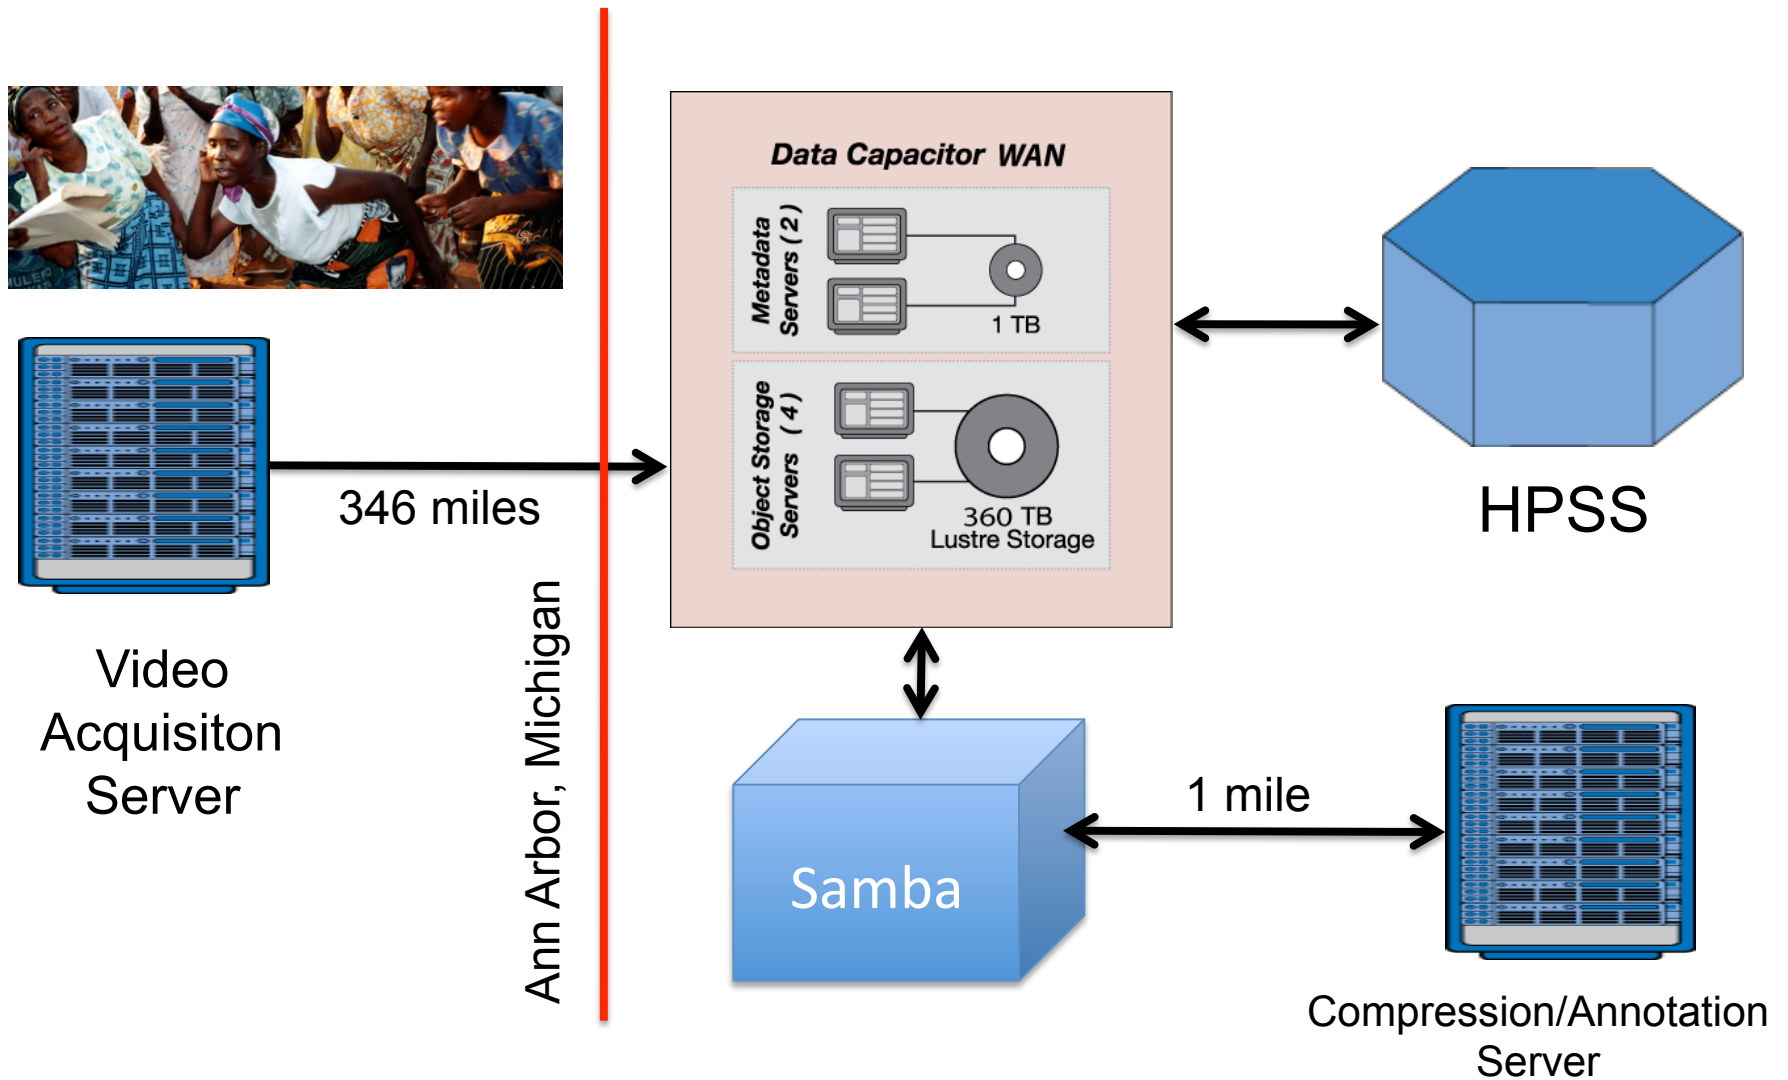 Data Capacitor WAN
Metadata
Servers ( 2 )
1 TB
Object Storage
Servers ( 4 )
360 TB
Lustre Storage
346 miles
HPSS
Video
Acquisiton
Server
Ann Arbor, Michigan
Samba
1 mile
Compression/Annotation
Server